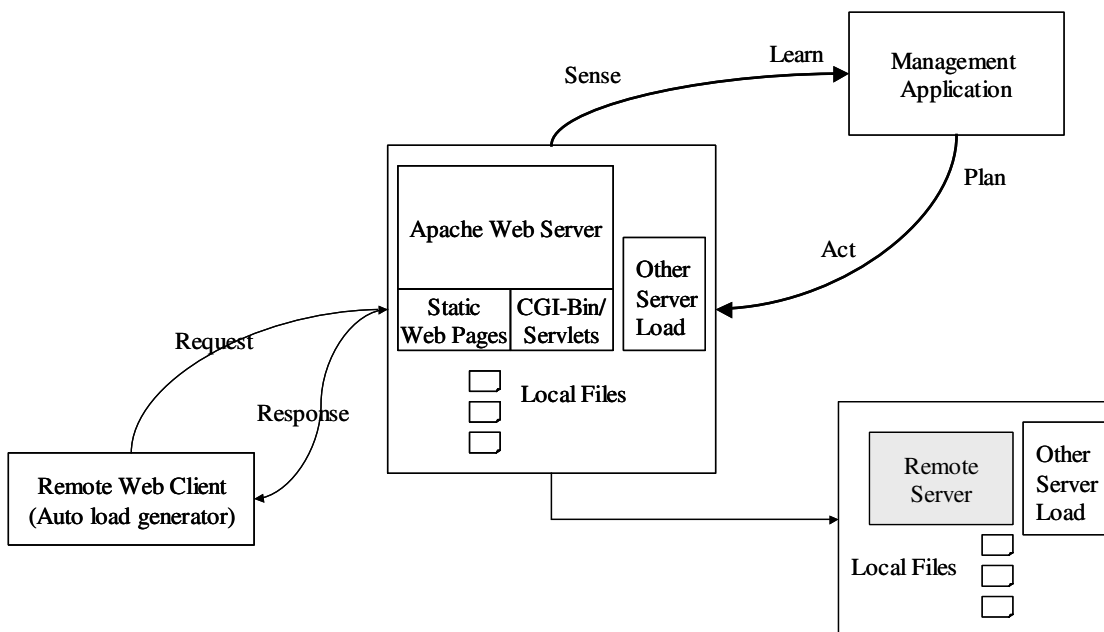 Management
Application
Learn
Sense
Plan
Act
Apache Web Server
Static
Web Pages
CGI-Bin/
Servlets
Other
Server
Load
Local Files
Request
Response
Remote Web Client
(Auto load generator)
Remote
Server
Other
Server
Load
Local Files